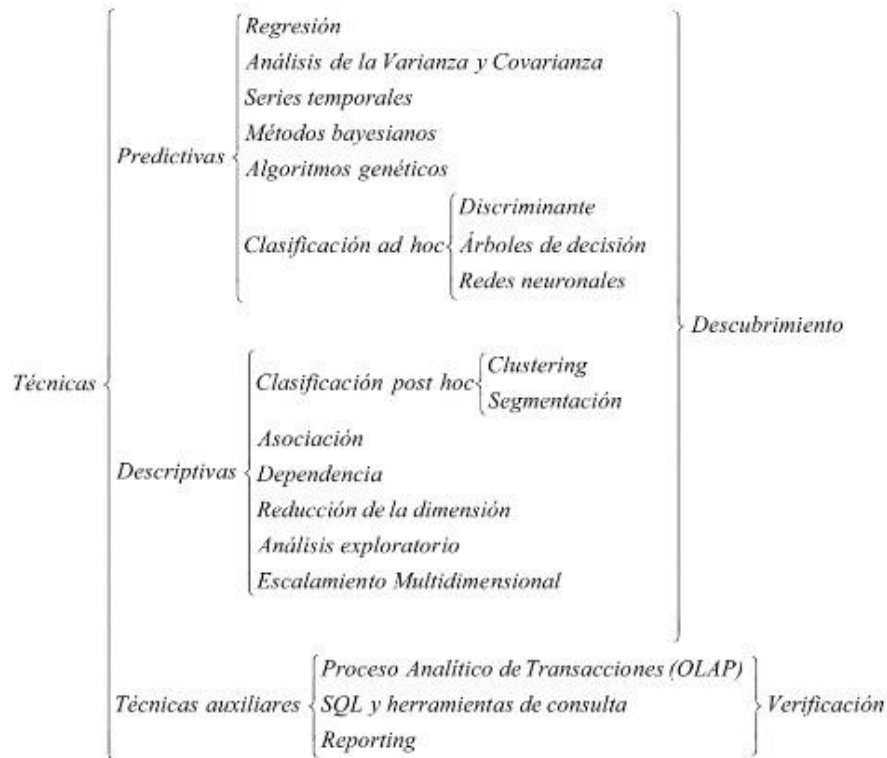 Regresión
Análisis de la Varianza y Covarianza
Series temporales
Métodos bayesianos
Predictivas
Algoritmos genéticos
Discriminante
Clasificación ad hoc
Árboles de decisión
Redes neuronales
Descubrimiento
Técnicas
Clasificación post hoc
Clustering
Segmentación
Asociación
Descriptivas
Dependencia
Reducción de la dimensión
Análisis exploratorio
Escalamiento Multidimensional
Proceso Analítico de Transacciones (OLAP)
Técnicas auxiliares
SQL y herramientas de consulta
Verificación
Reporting